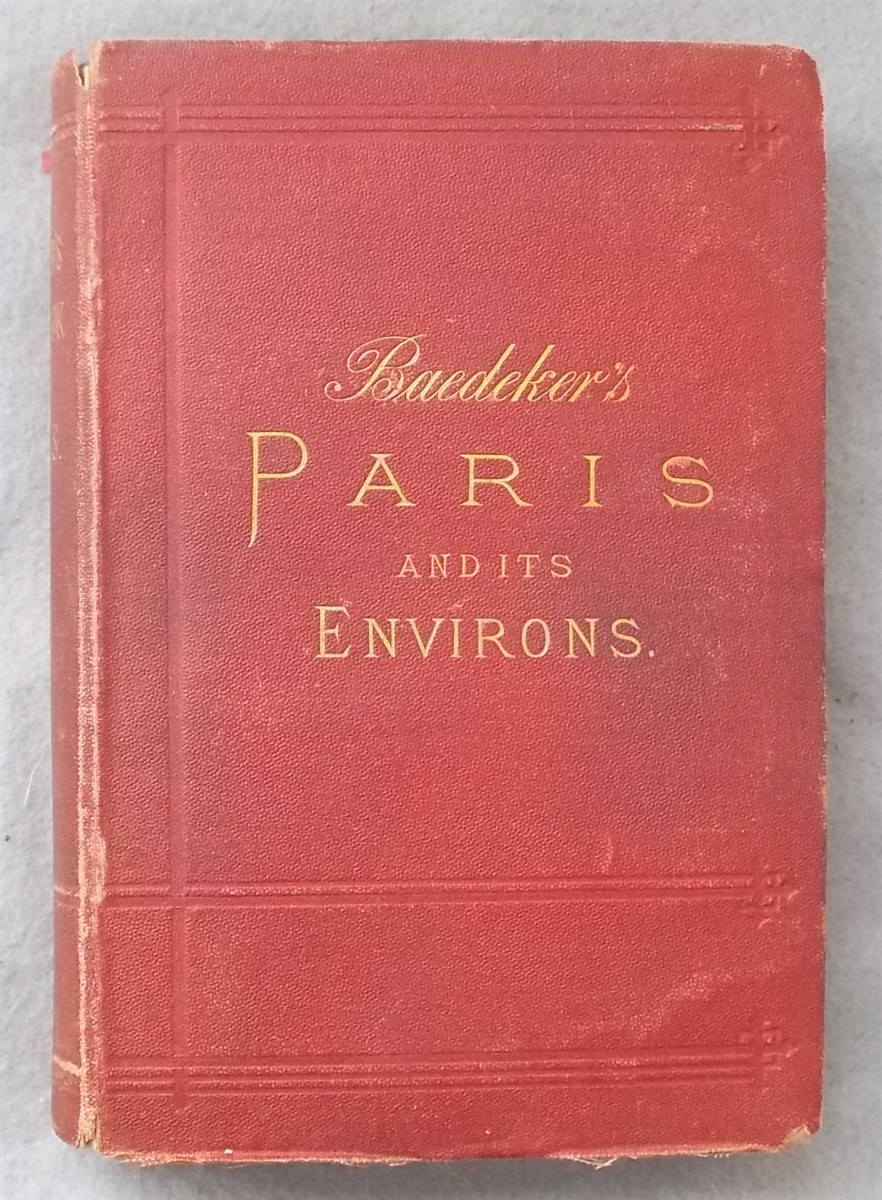 Baedeker's
PARIS
AND ITS
ENVIRONS.